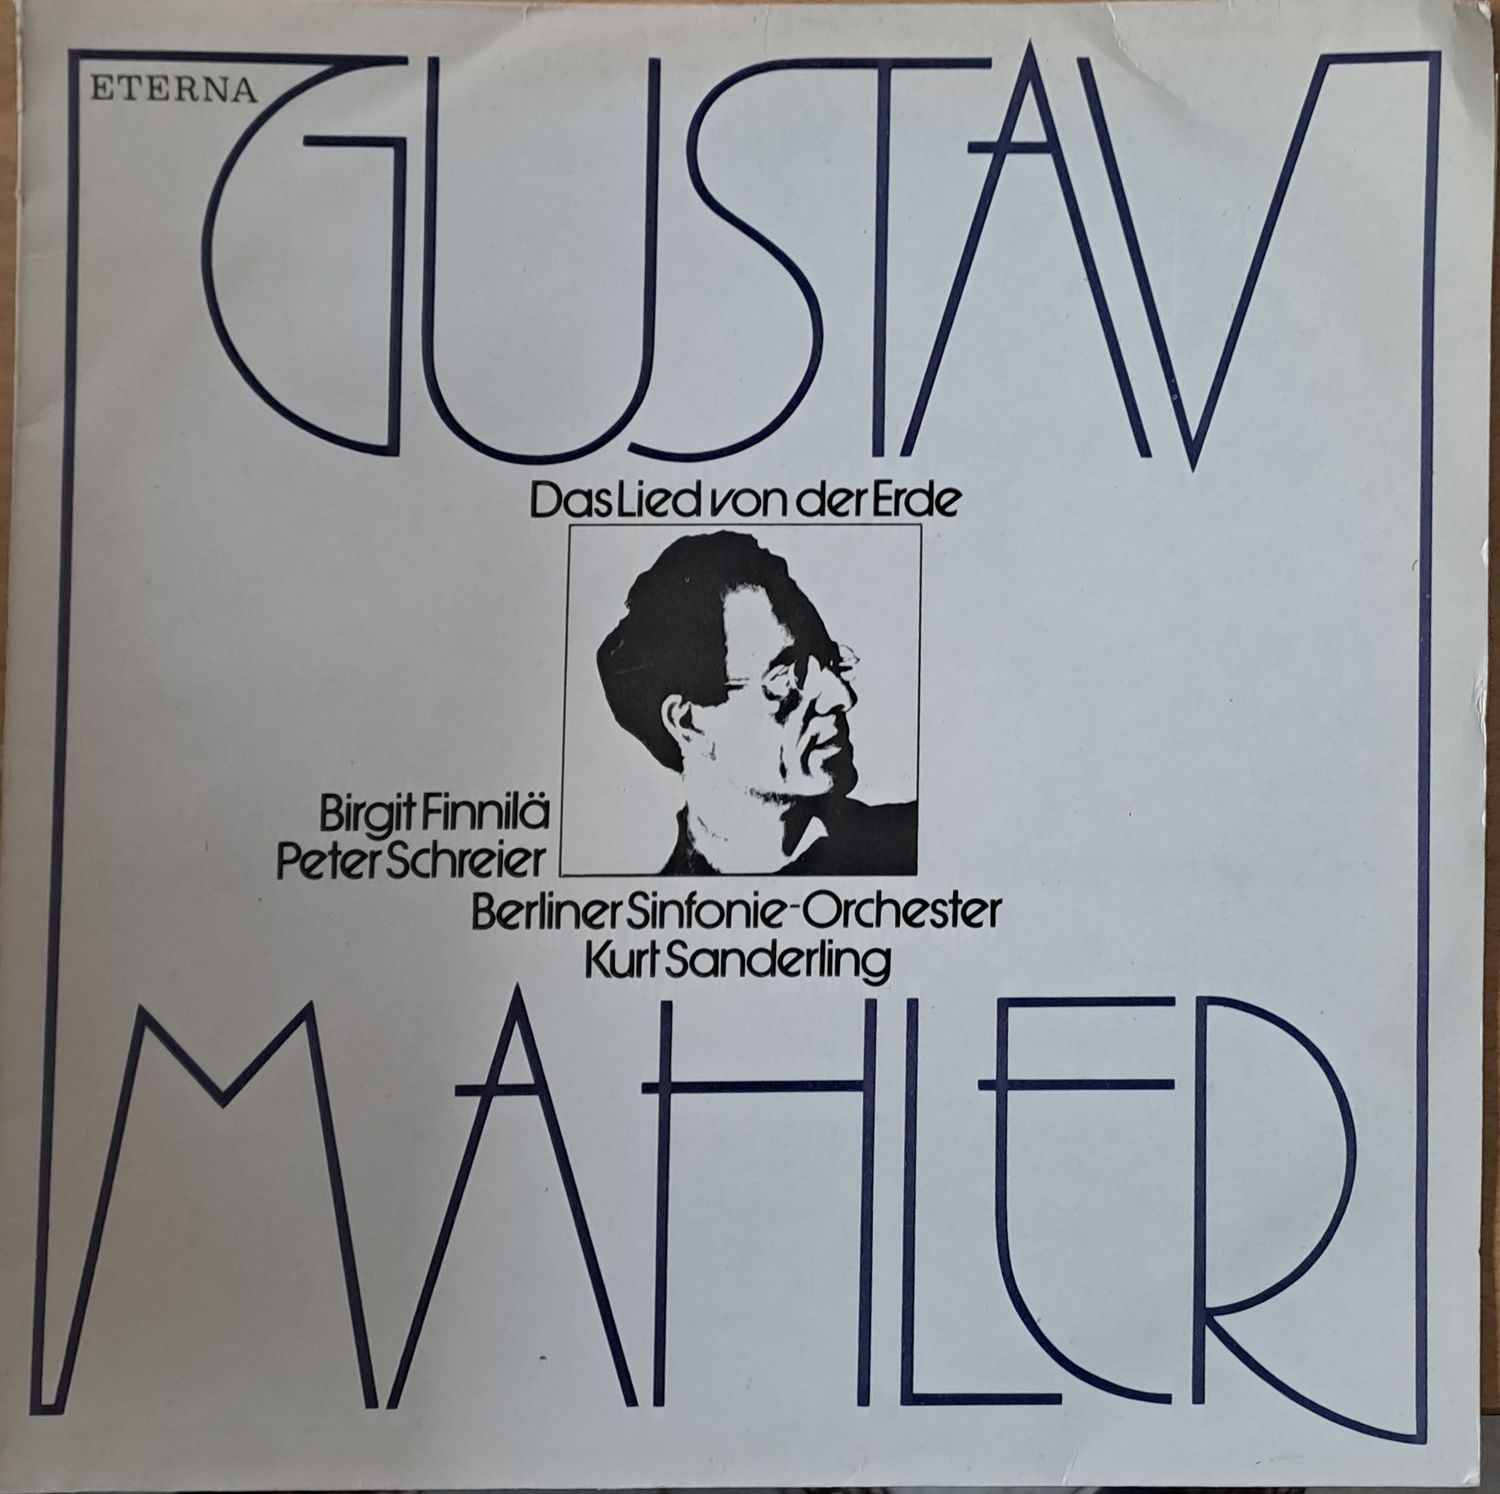 ETERNA
GUSTAV
Das Lied von der Erde
Birgit Finnilä
Peter Schreier
Berliner Sinfonie-Orchester
Kurt Sanderling
MAHLER